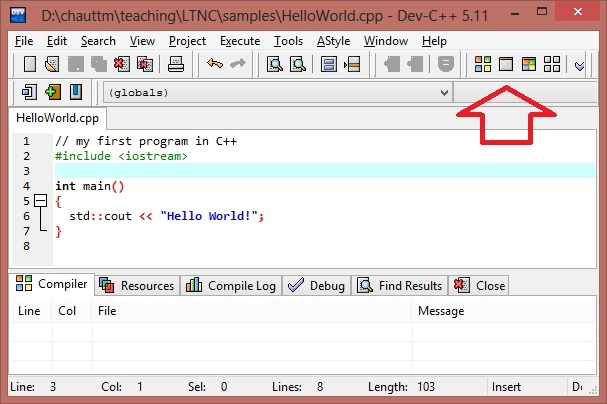 D:\chauttm\teaching\LTNC\samples\HelloWorld.cpp - Dev-C++ 5.11
File Edit Search View Project Execute Tools AStyle Window Help
(globals)
HelloWorld.cpp
1 // my first program in C++
2 #include <iostream>
3
4 int main()
5 {
6 std::cout << "Hello World!";
7 }
8
Compiler Resources Compile Log Debug Find Results Close
Line Col File Message
Line: 3 Col: 1 Sel: 0 Lines: 8 Length: 103 Insert